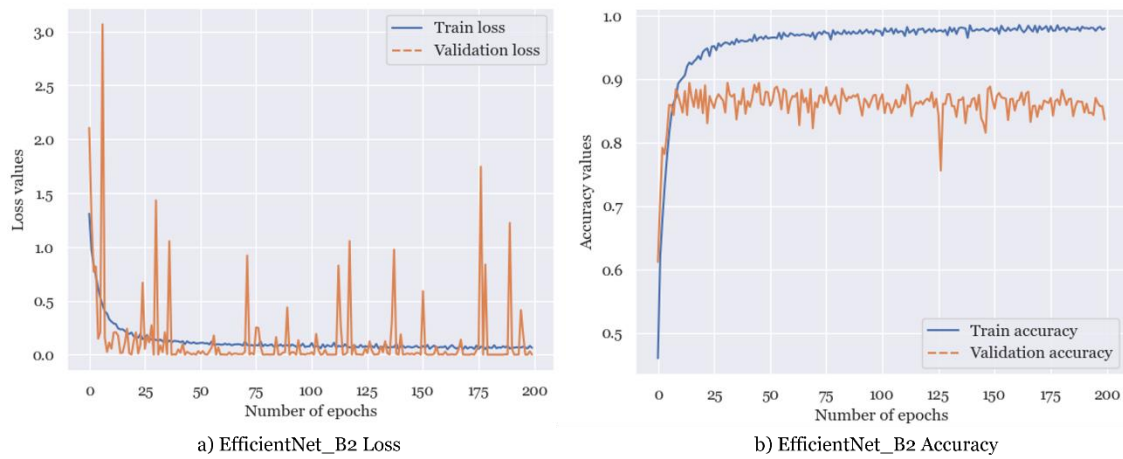 3.0
2.5
2.0
1.5
1.0
0.5
0.0
Loss values
Train loss
Validation loss
0 25 50 75 100 125 150 175 200
Number of epochs
a) EfficientNet_B2 Loss
1.0
0.9
0.8
0.7
0.6
0.5
Accuracy values
Train accuracy
Validation accuracy
0 25 50 75 100 125 150 175 200
Number of epochs
b) EfficientNet_B2 Accuracy